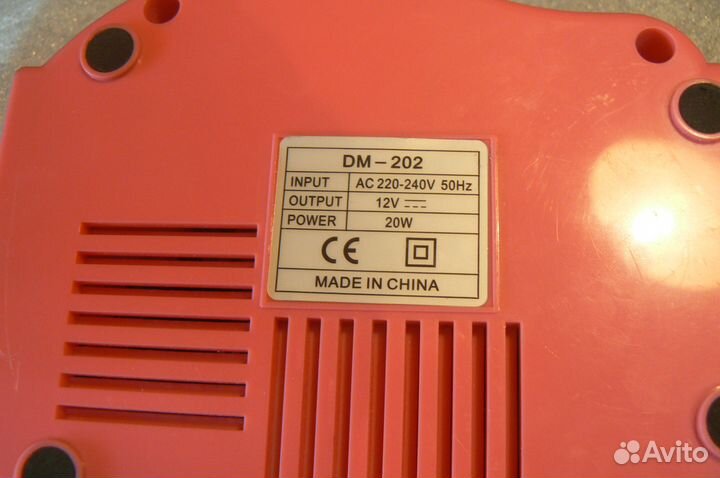 DM-202
INPUT AC 220-240V 50Hz
OUTPUT 12V ⎓
POWER 20W
CE
MADE IN CHINA
Avito